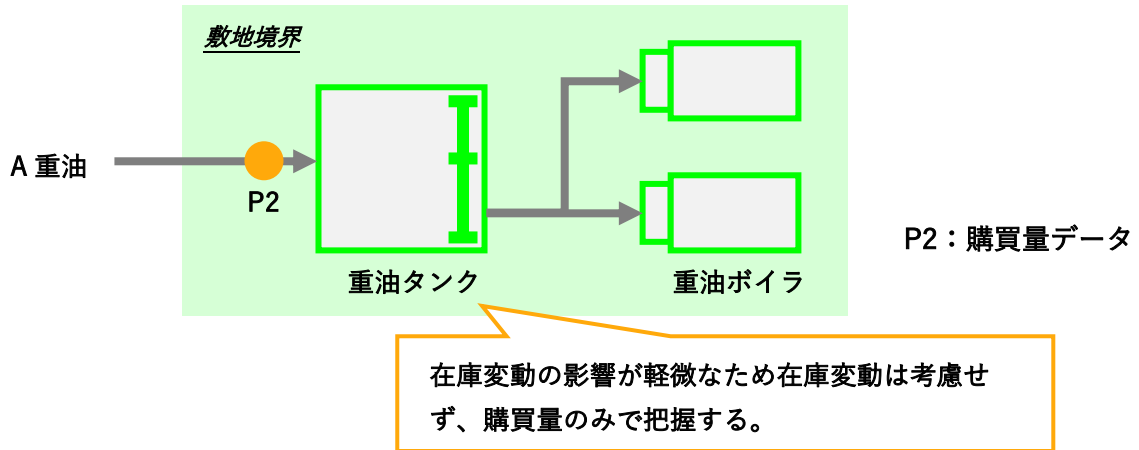 敷地境界
A 重油
P2
重油タンク
重油ボイラ
P2：購買量データ
在庫変動の影響が軽微なため在庫変動は考慮せ
ず、購買量のみで把握する。